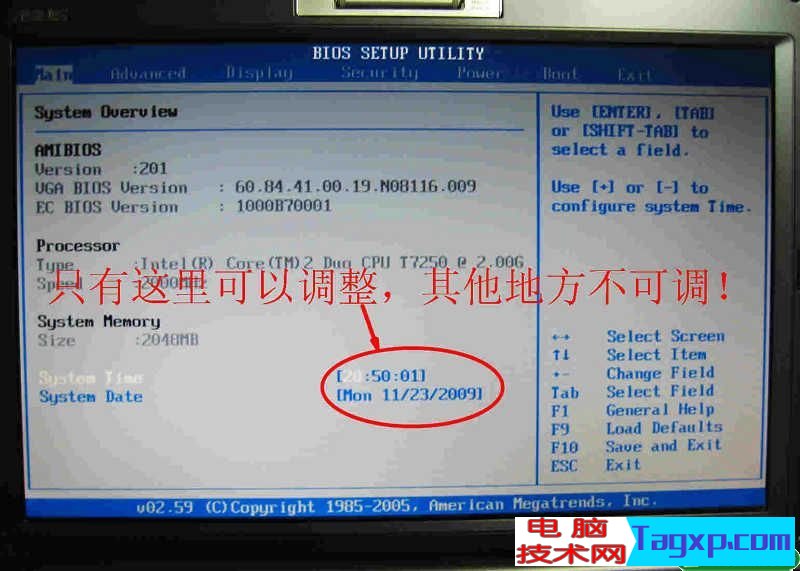 BIOS SETUP UTILITY
Main Advanced Display Security Power Boot Exit
System Overview
AMIBIOS
Version :201
VGA BIOS Version : 60.84.41.00.19.N08116.009
EC BIOS Version : 1000B70001
Processor
Type :Intel(R) Core(TM)2 Duo CPU T7250 @ 2.00G
Speed :2000MHz
只有这里可以调整，其他地方不可调！
System Memory
Size :2048MB
System Time [20:50:01]
System Date [Mon 11/23/2009]
Use [ENTER], [TAB]
or [SHIFT-TAB] to
select a field.
Use [+] or [-] to
configure system Time.
←→ Select Screen
↑↓ Select Item
+- Change Field
Tab Select Field
F1 General Help
F9 Load Defaults
F10 Save and Exit
ESC Exit
v02.59 (C)Copyright 1985-2005, American Megatrends, Inc.
电脑
技术网
Tagxp.com